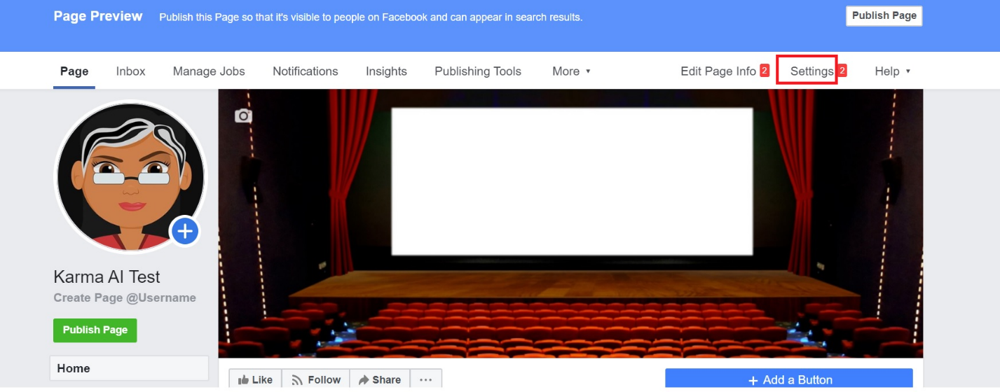 Page Preview Publish this Page so that it's visible to people on Facebook and can appear in search results. Publish Page
Page Inbox Manage Jobs Notifications Insights Publishing Tools More Edit Page Info 2 Settings 2 Help
Karma AI Test
Create Page @Username
Publish Page
Home
Like Follow Share ... + Add a Button